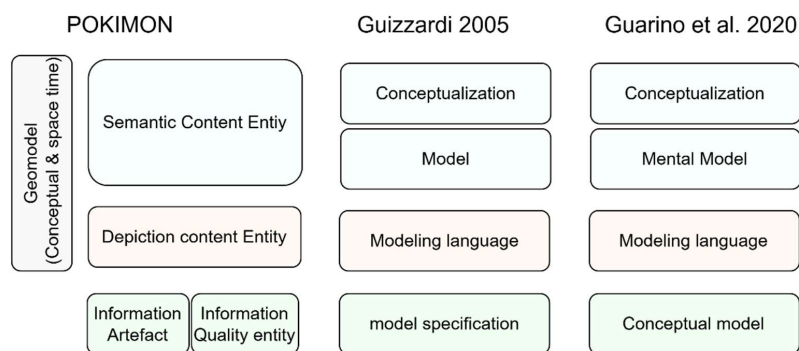 POKIMON
Guizzardi 2005
Guarino et al. 2020
Geomodel
(Conceptual & space time)
Semantic Content Entiy
Conceptualization
Conceptualization
Model
Mental Model
Depiction content Entity
Modeling language
Modeling language
Information
Artefact
Information
Quality entity
model specification
Conceptual model